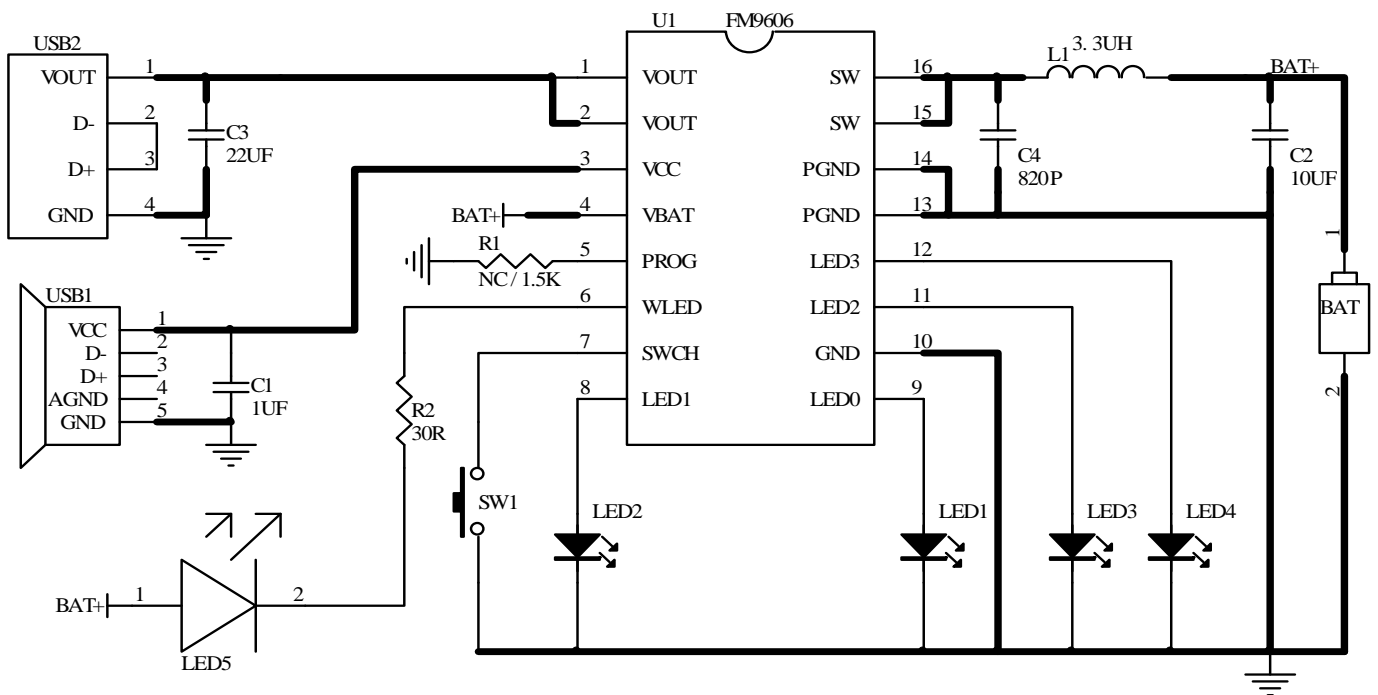 U1 FM9606
USB2
VOUT 1
D- 2
D+ 3
GND 4
C3
22UF
1 VOUT
2 VOUT
3 VCC
BAT+ 4 VBAT
R1
NC/1.5K
5 PROG
6 WLED
7 SWCH
8 LED1
SW 16
SW 15
PGND 14
PGND 13
LED3 12
LED2 11
GND 10
LED0 9
L1 3.3UH
BAT+
C4
820P
C2
10UF
1
BAT
2
USB1
VCC 1
D- 2
D+ 3
AGND 4
GND 5
C1
1UF
R2
30R
SW1
LED2
LED1
LED3
LED4
BAT+ 1
2
LED5